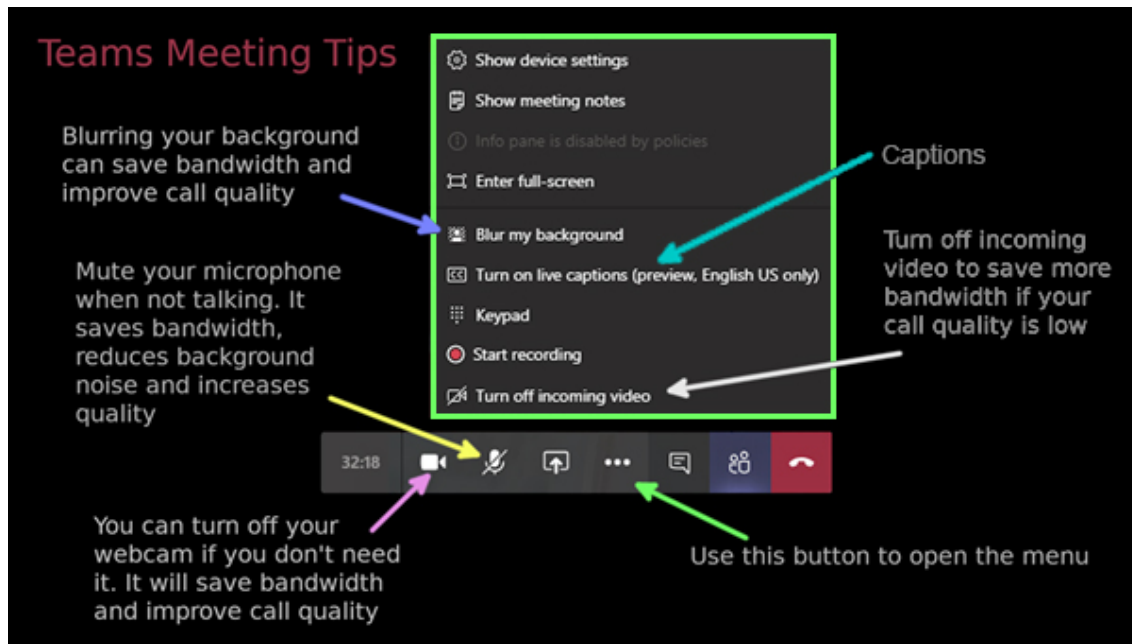 Teams Meeting Tips
Show device settings
Show meeting notes
Info pane is disabled by policies
Enter full-screen
Blur my background
Turn on live captions (preview, English US only)
Keypad
Start recording
Turn off incoming video
Blurring your background
can save bandwidth and
improve call quality
Captions
Mute your microphone
when not talking. It
saves bandwidth,
reduces background
noise and increases
quality
Turn off incoming
video to save more
bandwidth if your
call quality is low
32:18
You can turn off your
webcam if you don't need
it. It will save bandwidth
and improve call quality
Use this button to open the menu